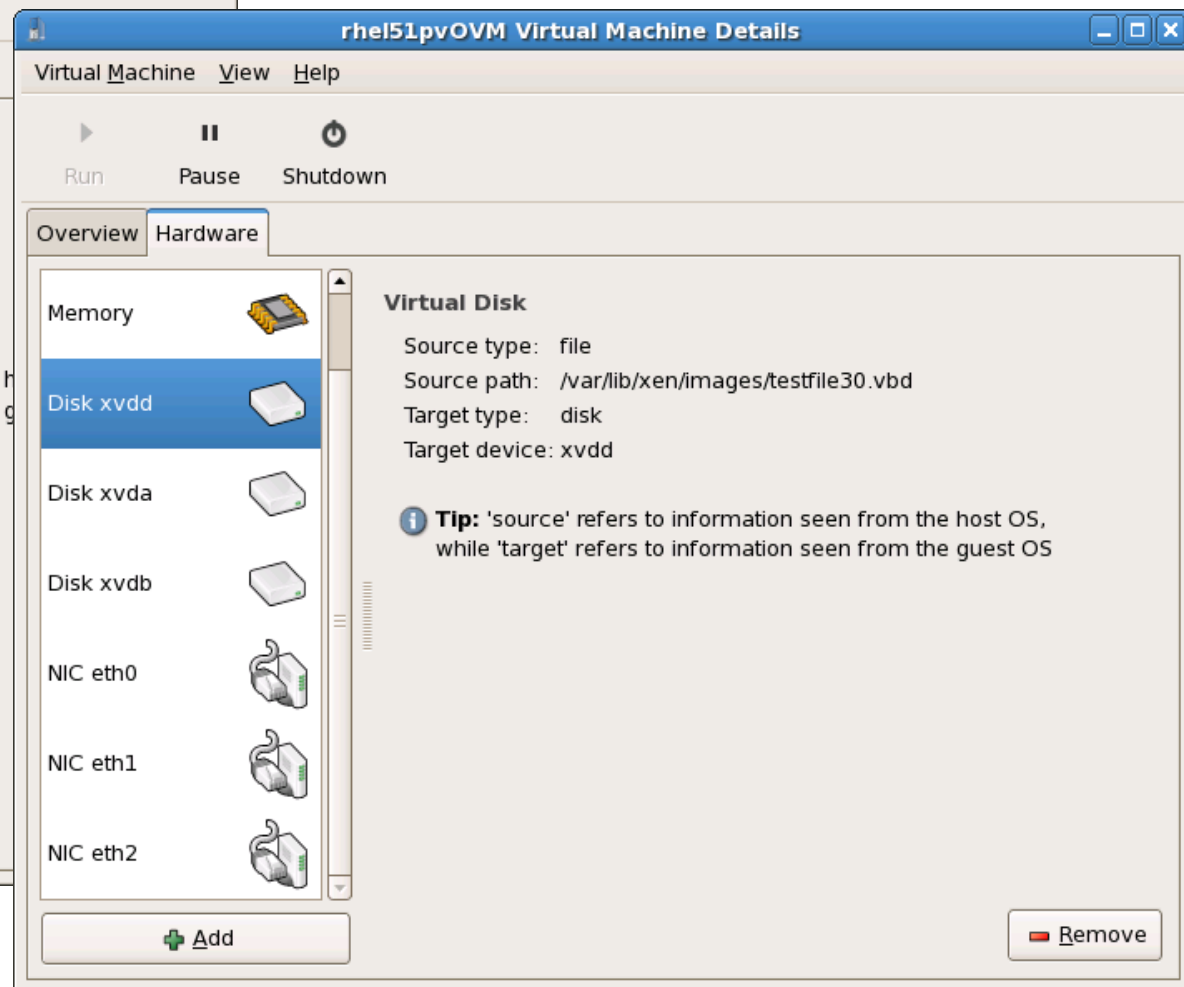 rhel51pvOVM Virtual Machine Details
Virtual Machine View Help
Run Pause Shutdown
Overview Hardware
Memory
Disk xvdd
Disk xvda
Disk xvdb
NIC eth0
NIC eth1
NIC eth2
Add
Virtual Disk
Source type: file
Source path: /var/lib/xen/images/testfile30.vbd
Target type: disk
Target device: xvdd
Tip: 'source' refers to information seen from the host OS,
while 'target' refers to information seen from the guest OS
Remove